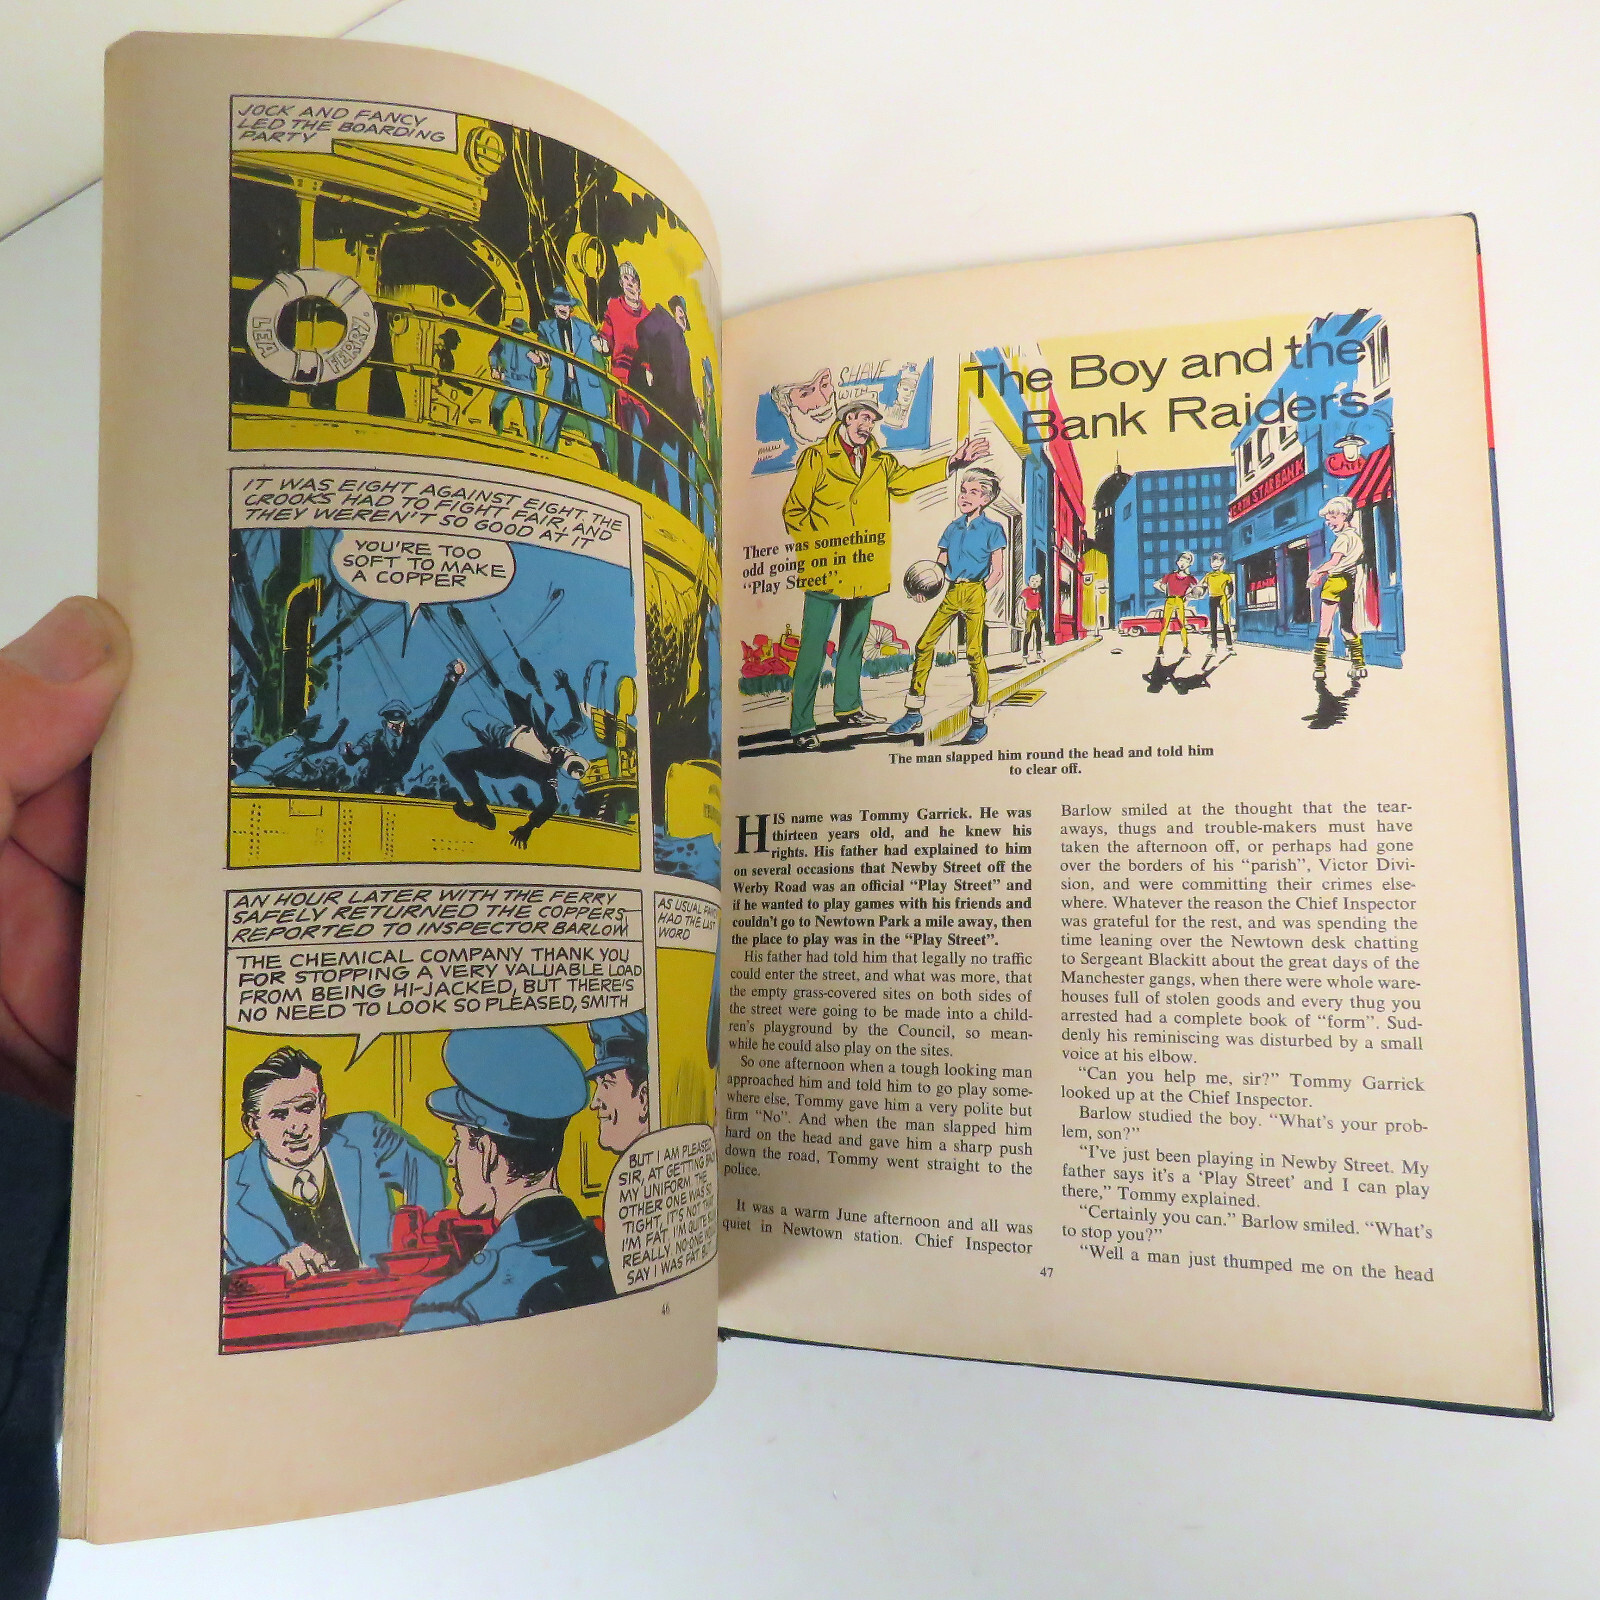 JOCK AND FANCY
LED THE BOARDING
PARTY
LEA
FERRY.
IT WAS EIGHT AGAINST EIGHT. THE
CROOKS HAD TO FIGHT FAIR, AND
THEY WEREN'T SO GOOD AT IT
YOU'RE TOO
SOFT TO MAKE
A COPPER
AN HOUR LATER WITH THE FERRY
SAFELY RETURNED THE COPPERS
REPORTED TO INSPECTOR BARLOW
THE CHEMICAL COMPANY THANK YOU
FOR STOPPING A VERY VALUABLE LOAD
FROM BEING HI-JACKED, BUT THERE'S
NO NEED TO LOOK SO PLEASED, SMITH
AS USUAL FANCY
HAD THE LAST
WORD
BUT I AM PLEASED
SIR, AT GETTING BACK
MY UNIFORM. THE
OTHER ONE WAS SO
TIGHT, IT'S NOT THAT
I'M FAT, I'M QUITE
REALLY. NO-ONE
SAY I WAS FAT BUT
46
The Boy and the
Bank Raiders
SHAVE
WITH
STAR BANK
BANK
There was something
odd going on in the
"Play Street".
The man slapped him round the head and told him
to clear off.
HIS name was Tommy Garrick. He was
thirteen years old, and he knew his
rights. His father had explained to him
on several occasions that Newby Street off the
Werby Road was an official "Play Street" and
if he wanted to play games with his friends and
couldn't go to Newtown Park a mile away, then
the place to play was in the "Play Street".
His father had told him that legally no traffic
could enter the street, and what was more, that
the empty grass-covered sites on both sides of
the street were going to be made into a child-
ren's playground by the Council, so mean-
while he could also play on the sites.
So one afternoon when a tough looking man
approached him and told him to go play some-
where else, Tommy gave him a very polite but
firm "No". And when the man slapped him
hard on the head and gave him a sharp push
down the road, Tommy went straight to the
police.
It was a warm June afternoon and all was
quiet in Newtown station. Chief Inspector
Barlow smiled at the thought that the tear-
aways, thugs and trouble-makers must have
taken the afternoon off, or perhaps had gone
over the borders of his "parish", Victor Divi-
sion, and were committing their crimes else-
where. Whatever the reason the Chief Inspector
was grateful for the rest, and was spending the
time leaning over the Newtown desk chatting
to Sergeant Blackitt about the great days of the
Manchester gangs, when there were whole ware-
houses full of stolen goods and every thug you
arrested had a complete book of "form". Sud-
denly his reminiscing was disturbed by a small
voice at his elbow.
"Can you help me, sir?" Tommy Garrick
looked up at the Chief Inspector.
Barlow studied the boy. "What's your prob-
lem, son?"
"I've just been playing in Newby Street. My
father says it's a 'Play Street' and I can play
there," Tommy explained.
"Certainly you can." Barlow smiled. "What's
to stop you?"
"Well a man just thumped me on the head
47